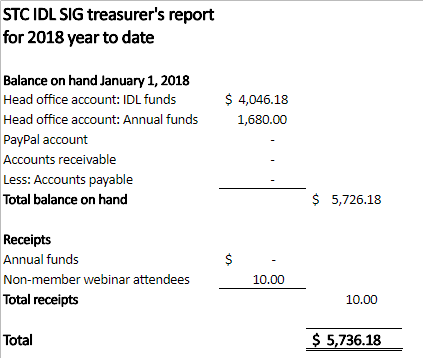 STC IDL SIG treasurer's report
for 2018 year to date
Balance on hand January 1, 2018
Head office account: IDL funds $ 4,046.18
Head office account: Annual funds 1,680.00
PayPal account -
Accounts receivable -
Less: Accounts payable -
Total balance on hand $ 5,726.18
Receipts
Annual funds $ -
Non-member webinar attendees 10.00
Total receipts 10.00
Total $ 5,736.18